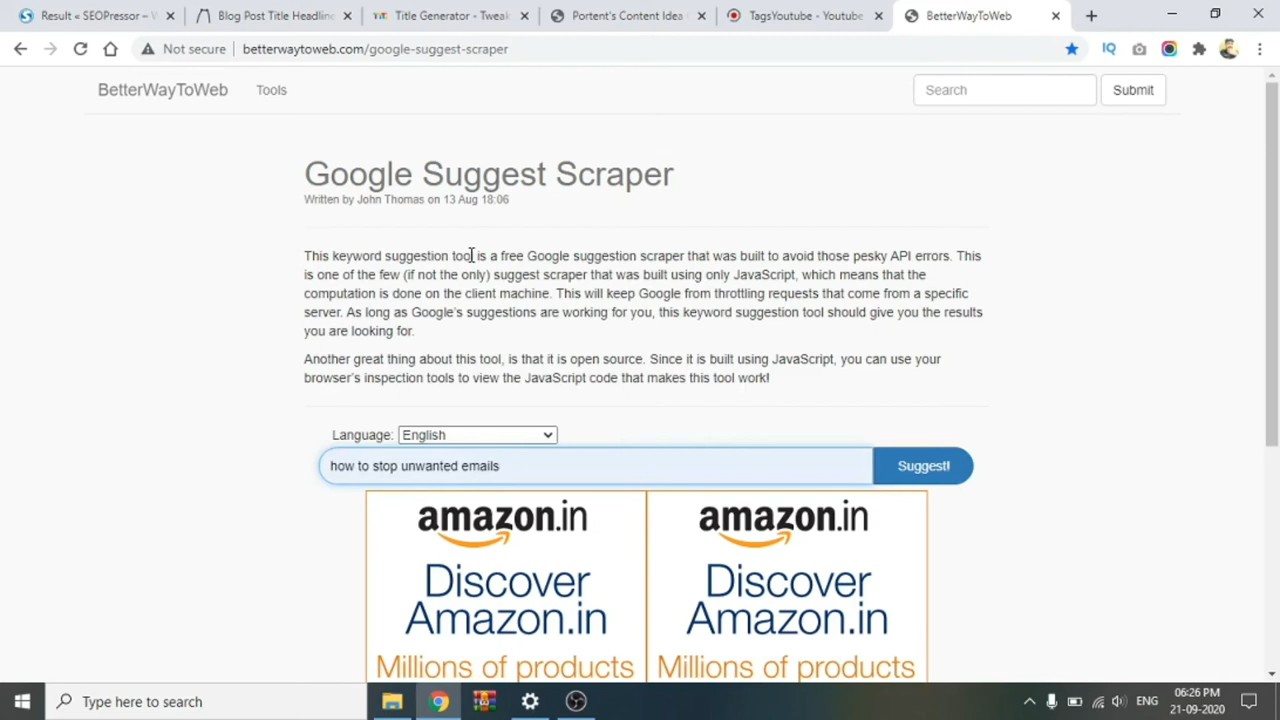 Result « SEOPressor – W
Blog Post Title Headlin
Title Generator - Tweak
Portent's Content Idea
TagsYoutube - Youtube
BetterWayToWeb
Not secure
betterwaytoweb.com/google-suggest-scraper
IQ
BetterWayToWeb
Tools
Search
Submit
Google Suggest Scraper
Written by John Thomas on 13 Aug 18:06
This keyword suggestion tool is a free Google suggestion scraper that was built to avoid those pesky API errors. This
is one of the few (if not the only) suggest scraper that was built using only JavaScript, which means that the
computation is done on the client machine. This will keep Google from throttling requests that come from a specific
server. As long as Google's suggestions are working for you, this keyword suggestion tool should give you the results
you are looking for.
Another great thing about this tool, is that it is open source. Since it is built using JavaScript, you can use your
browser's inspection tools to view the JavaScript code that makes this tool work!
Language: English
how to stop unwanted emails
Suggest!
amazon.in
Discover
Amazon.in
Millions of products
amazon.in
Discover
Amazon.in
Millions of products
Type here to search
ENG
06:26 PM
21-09-2020